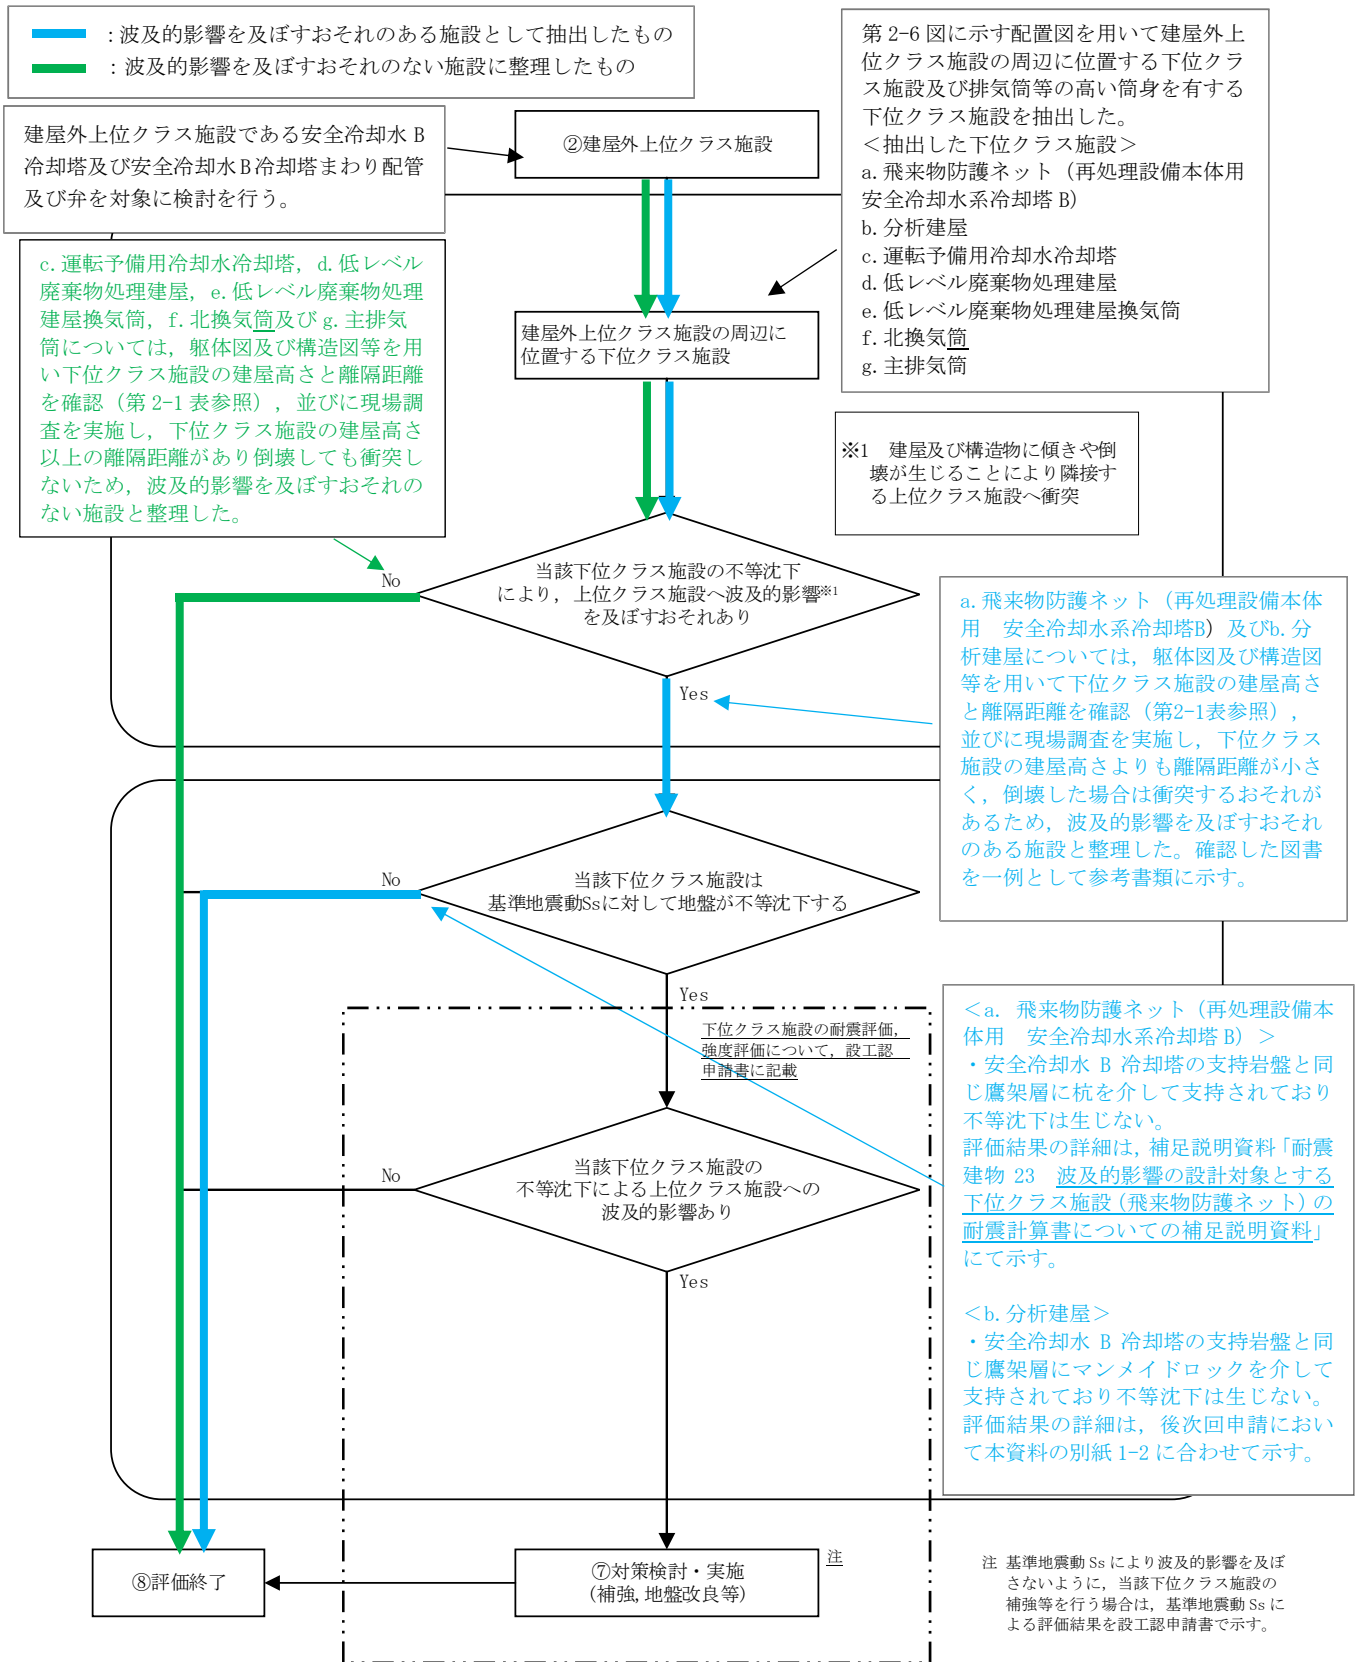 ：波及的影響を及ぼすおそれのある施設として抽出したもの
：波及的影響を及ぼすおそれのない施設に整理したもの
建屋外上位クラス施設である安全冷却水 B
冷却塔及び安全冷却水 B 冷却塔まわり配管
及び弁を対象に検討を行う。
②建屋外上位クラス施設
第 2-6 図に示す配置図を用いて建屋外上
位クラス施設の周辺に位置する下位クラ
ス施設及び排気筒等の高い筒身を有する
下位クラス施設を抽出した。
＜抽出した下位クラス施設＞
a. 飛来物防護ネット（再処理設備本体用
安全冷却水系冷却塔 B）
b. 分析建屋
c. 運転予備用冷却水冷却塔
d. 低レベル廃棄物処理建屋
e. 低レベル廃棄物処理建屋換気筒
f. 北換気筒
g. 主排気筒
c. 運転予備用冷却水冷却塔，d. 低レベル
廃棄物処理建屋，e. 低レベル廃棄物処理
建屋換気筒，f. 北換気筒及び g. 主排気
筒については，躯体図及び構造図等を用
い下位クラス施設の建屋高さと離隔距離
を確認（第 2-1 表参照），並びに現場調
査を実施し，下位クラス施設の建屋高さ
以上の離隔距離があり倒壊しても衝突し
ないため，波及的影響を及ぼすおそれの
ない施設と整理した。
建屋外上位クラス施設の周辺に
位置する下位クラス施設
※1　建屋及び構造物に傾きや倒
壊が生じることにより隣接す
る上位クラス施設へ衝突
No
当該下位クラス施設の不等沈下
により，上位クラス施設へ波及的影響※1
を及ぼすおそれあり
Yes
a. 飛来物防護ネット（再処理設備本体
用　安全冷却水系冷却塔B）及びb. 分
析建屋については，躯体図及び構造図
等を用いて下位クラス施設の建屋高さ
と離隔距離を確認（第2-1表参照），
並びに現場調査を実施し，下位クラス
施設の建屋高さよりも離隔距離が小さ
く，倒壊した場合は衝突するおそれが
あるため，波及的影響を及ぼすおそれ
のある施設と整理した。確認した図書
を一例として参考書類に示す。
No
当該下位クラス施設は
基準地震動Ssに対して地盤が不等沈下する
Yes
下位クラス施設の耐震評価，
強度評価について，設工認
申請書に記載
＜a. 飛来物防護ネット（再処理設備本
体用　安全冷却水系冷却塔 B）＞
・安全冷却水 B 冷却塔の支持岩盤と同
じ鷹架層に杭を介して支持されており
不等沈下は生じない。
評価結果の詳細は，補足説明資料「耐震
建物 23　波及的影響の設計対象とする
下位クラス施設（飛来物防護ネット）の
耐震計算書についての補足説明資料」
にて示す。
＜b. 分析建屋＞
・安全冷却水 B 冷却塔の支持岩盤と同
じ鷹架層にマンメイドロックを介して
支持されており不等沈下は生じない。
評価結果の詳細は，後次回申請におい
て本資料の別紙 1-2 に合わせて示す。
No
当該下位クラス施設の
不等沈下による上位クラス施設への
波及的影響あり
Yes
⑧評価終了
⑦対策検討・実施
(補強,地盤改良等)
注
注 基準地震動 Ss により波及的影響を及ぼ
さないように，当該下位クラス施設の
補強等を行う場合は，基準地震動 Ss に
よる評価結果を設工認申請書で示す。